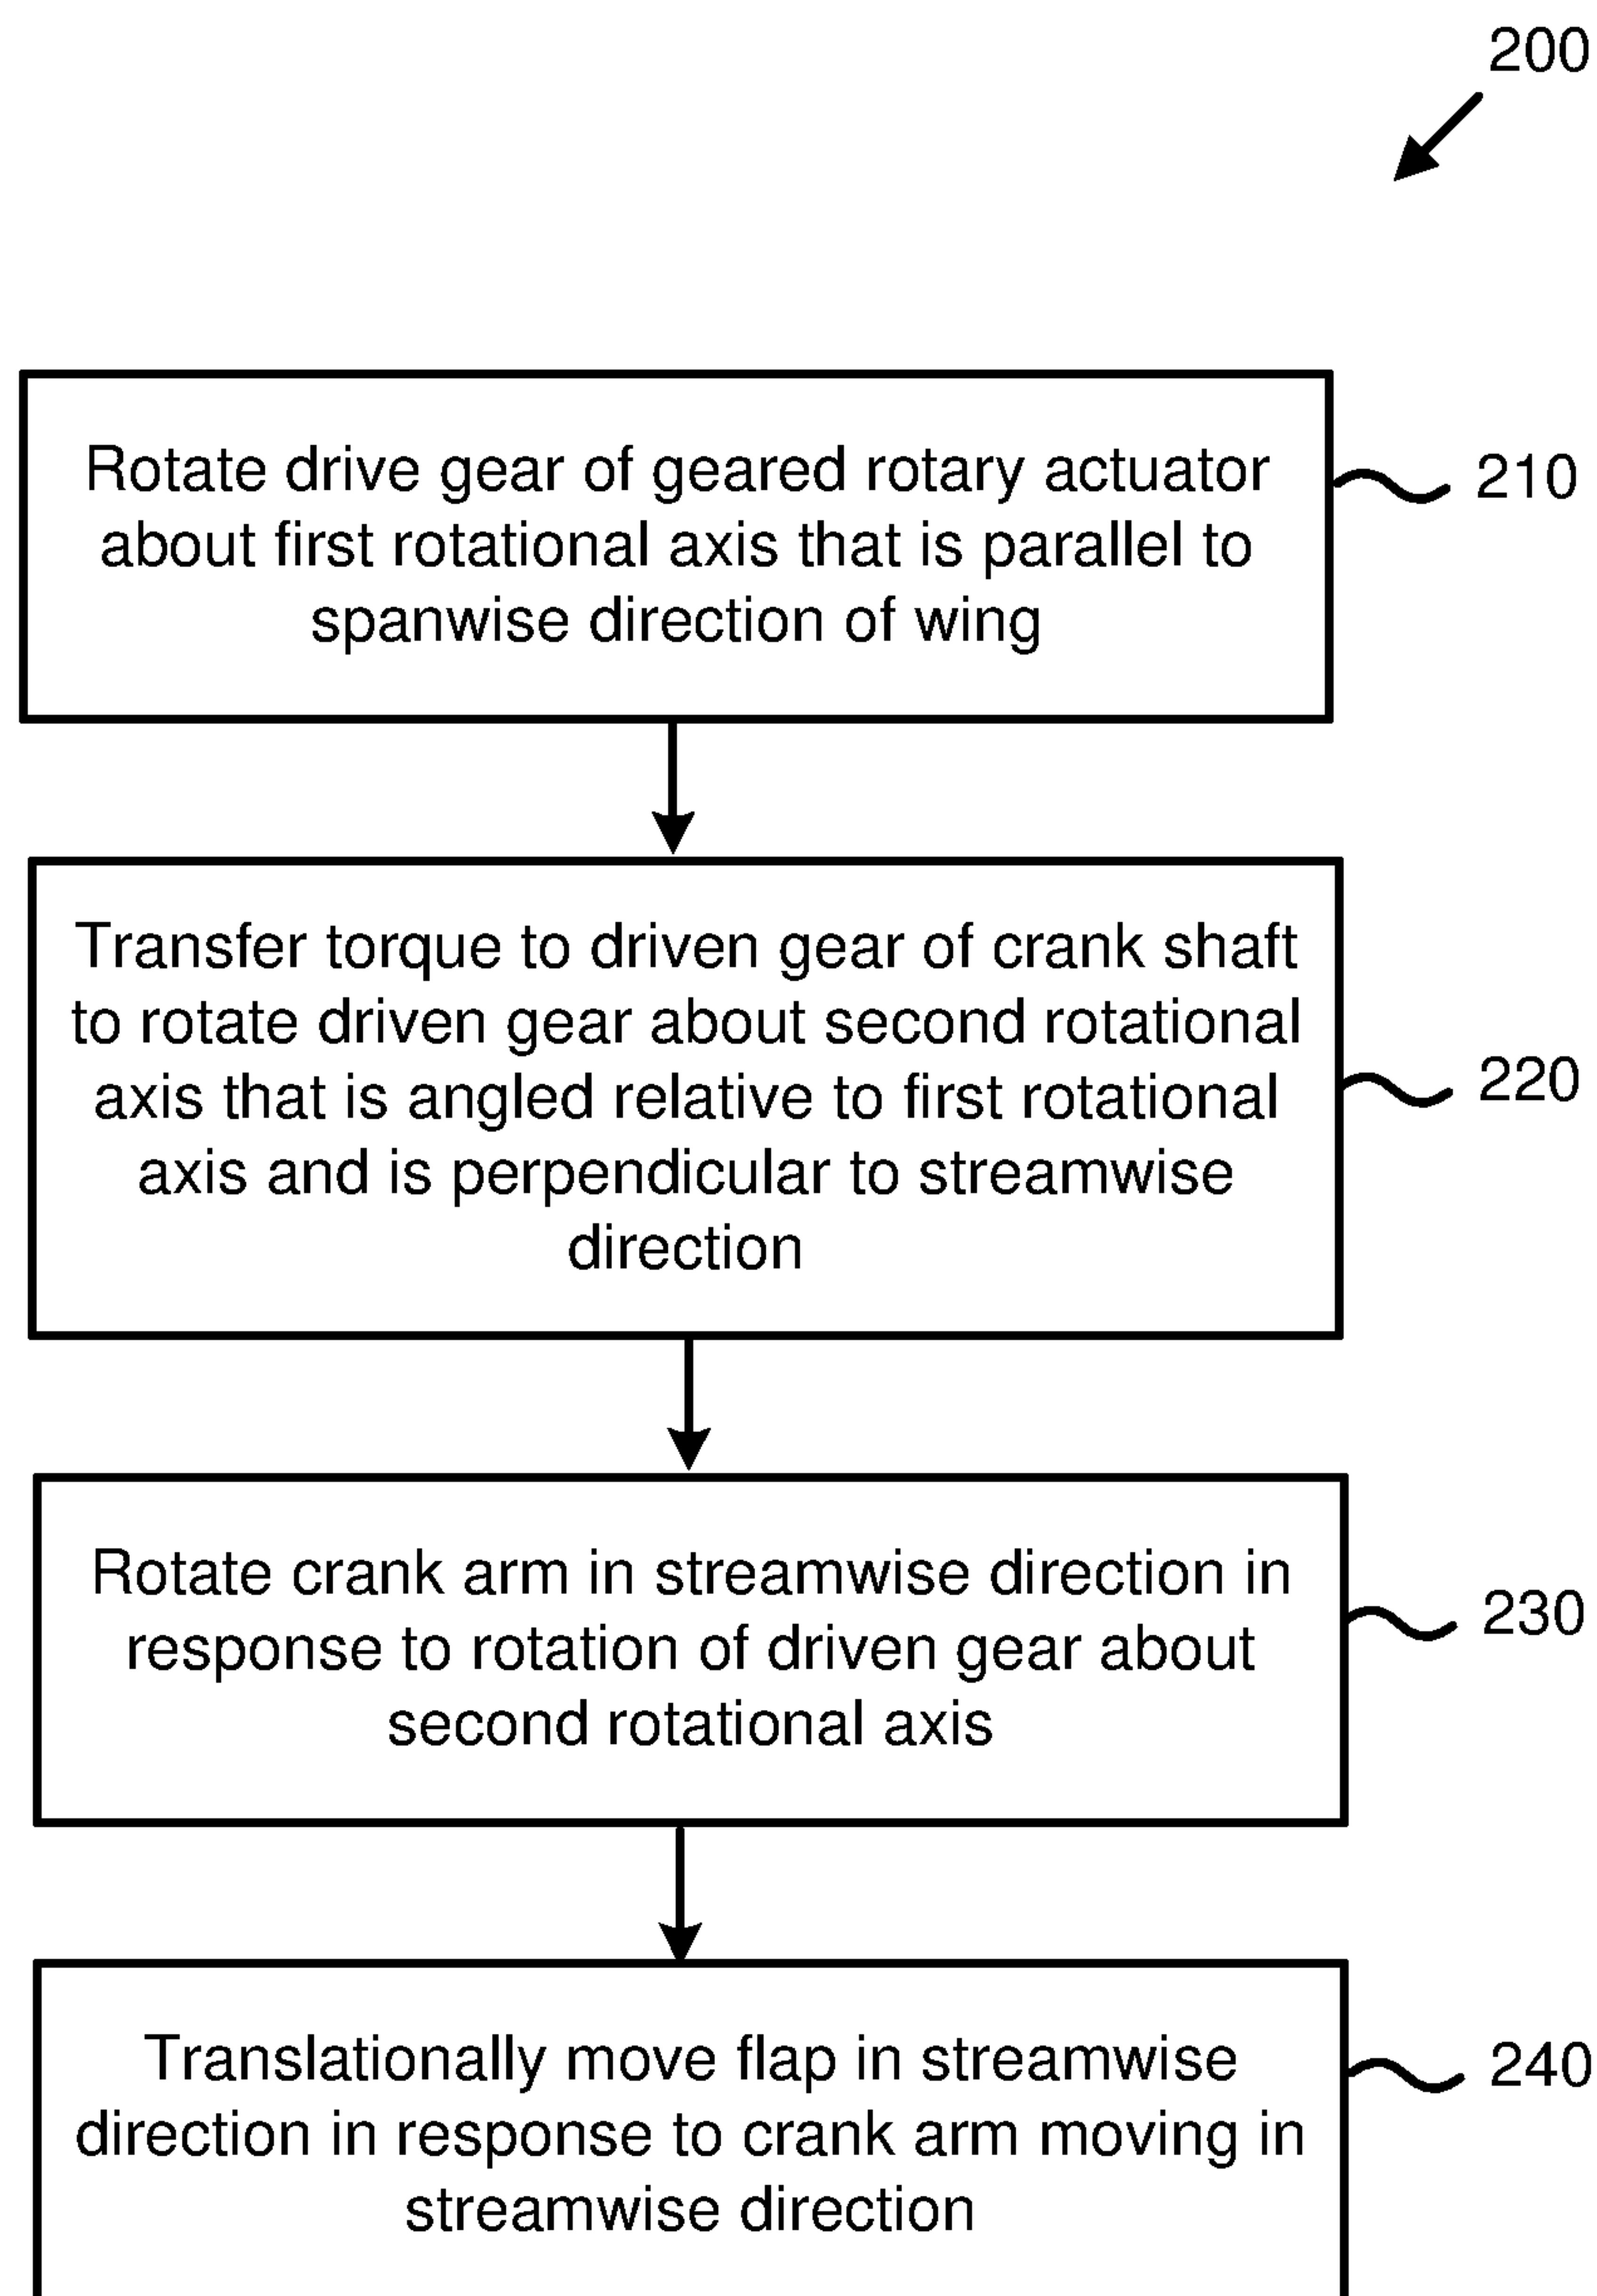 200
Rotate drive gear of geared rotary actuator
about first rotational axis that is parallel to
spanwise direction of wing
210
Transfer torque to driven gear of crank shaft
to rotate driven gear about second rotational
axis that is angled relative to first rotational
axis and is perpendicular to streamwise
direction
220
Rotate crank arm in streamwise direction in
response to rotation of driven gear about
second rotational axis
230
Translationally move flap in streamwise
direction in response to crank arm moving in
streamwise direction
240